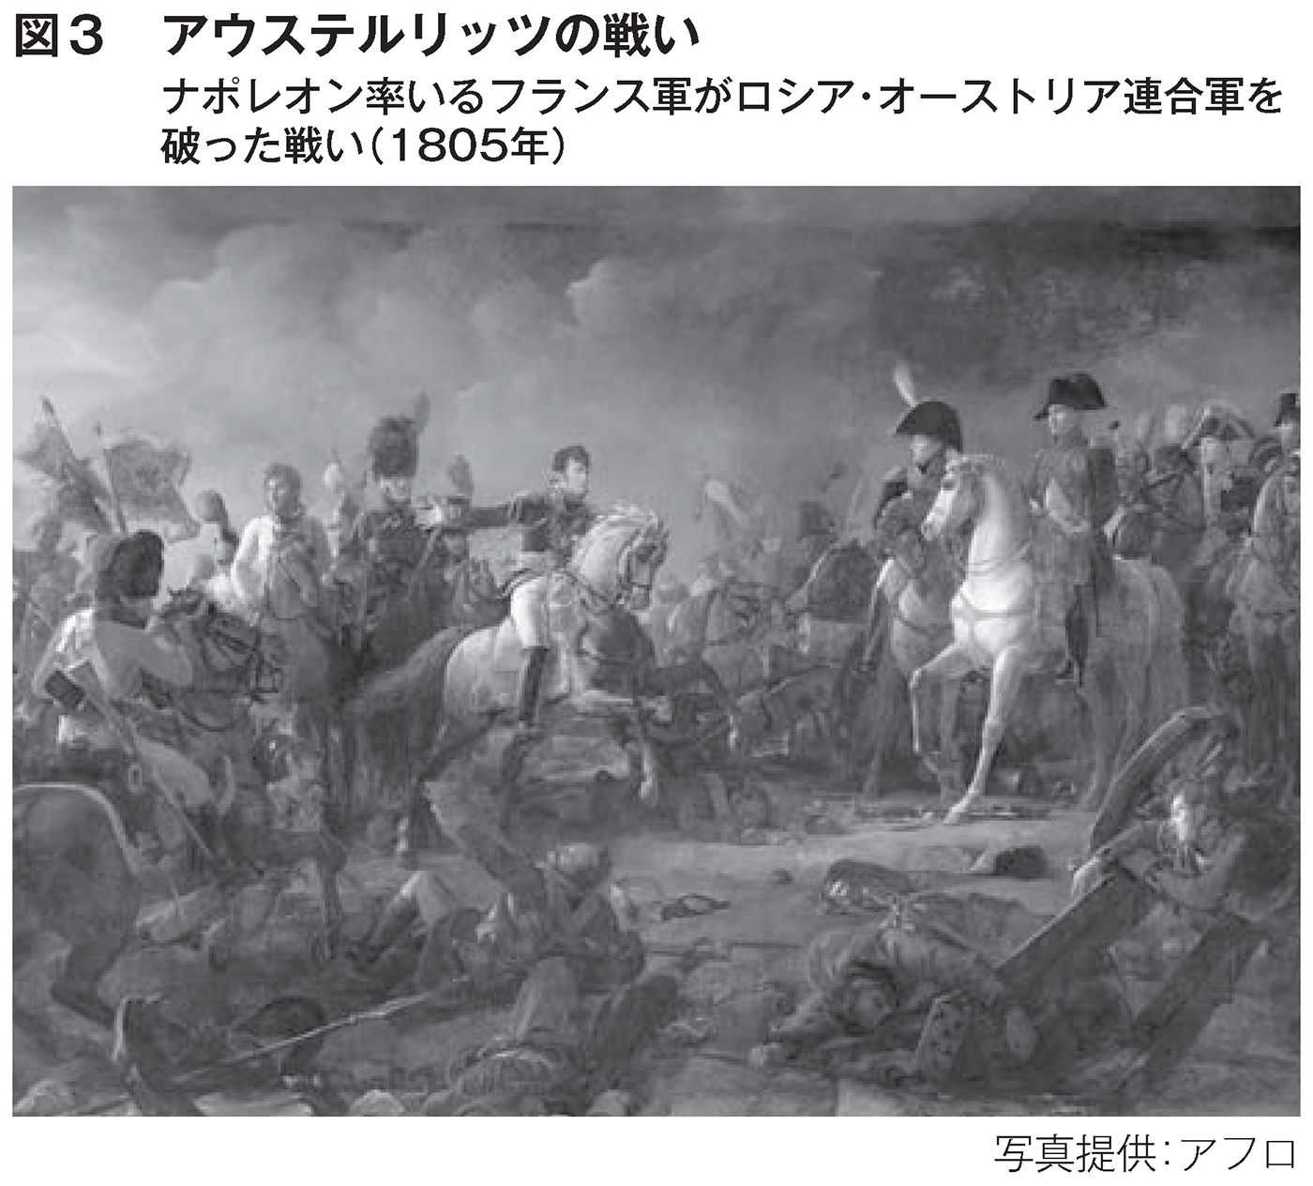 図3 アウステルリッツの戦い
ナポレオン率いるフランス軍がロシア・オーストリア連合軍を
破った戦い（1805年）
写真提供：アフロ